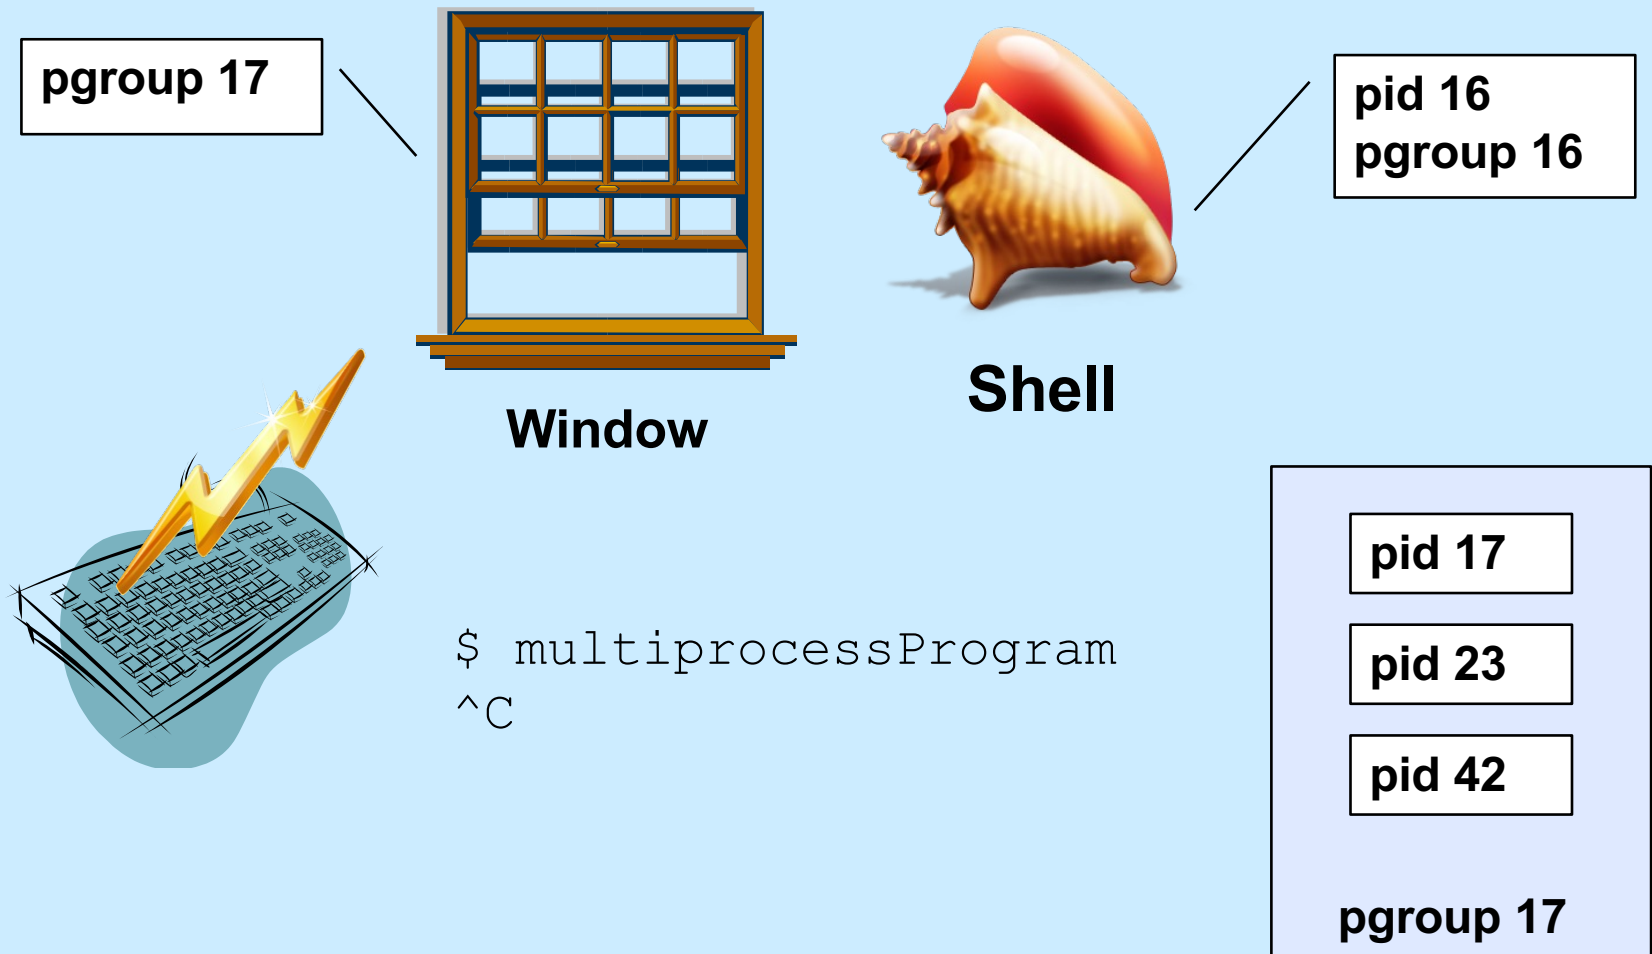 pgroup 17
pid 16
pgroup 16
Window
Shell
$ multiprocessProgram
^C
pid 17
pid 23
pid 42
pgroup 17